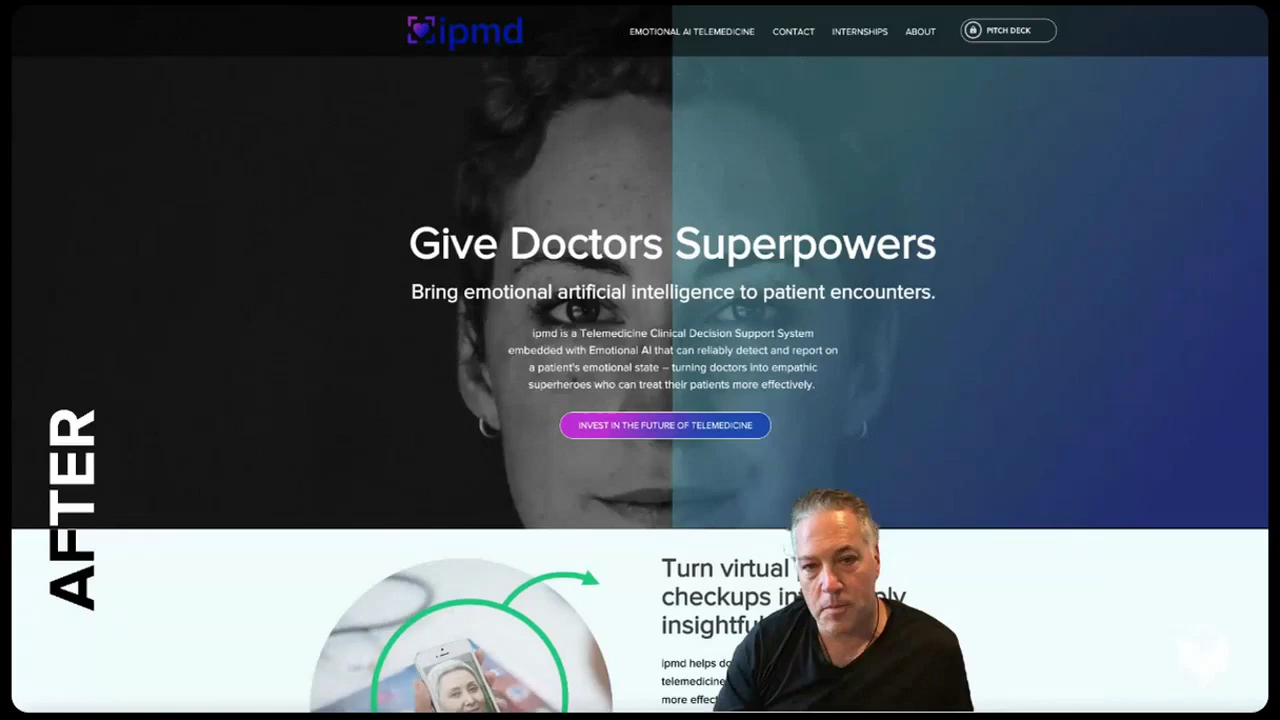 ipmd
EMOTIONAL AI TELEMEDICINE
CONTACT
INTERNSHIPS
ABOUT
PITCH DECK
Give Doctors Superpowers
Bring emotional artificial intelligence to patient encounters.
ipmd is a Telemedicine Clinical Decision Support System
embedded with Emotional AI that can reliably detect and report on
a patient's emotional state – turning doctors into empathic
superheroes who can treat their patients more effectively.
INVEST IN THE FUTURE OF TELEMEDICINE
AFTER
Turn virtual
checkups
insightful
ipmd helps
telemedicine
more